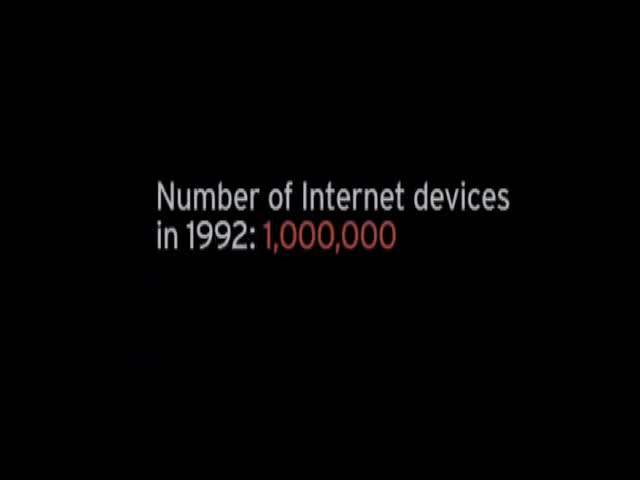 Number of Internet devices
in 1992: 1,000,000